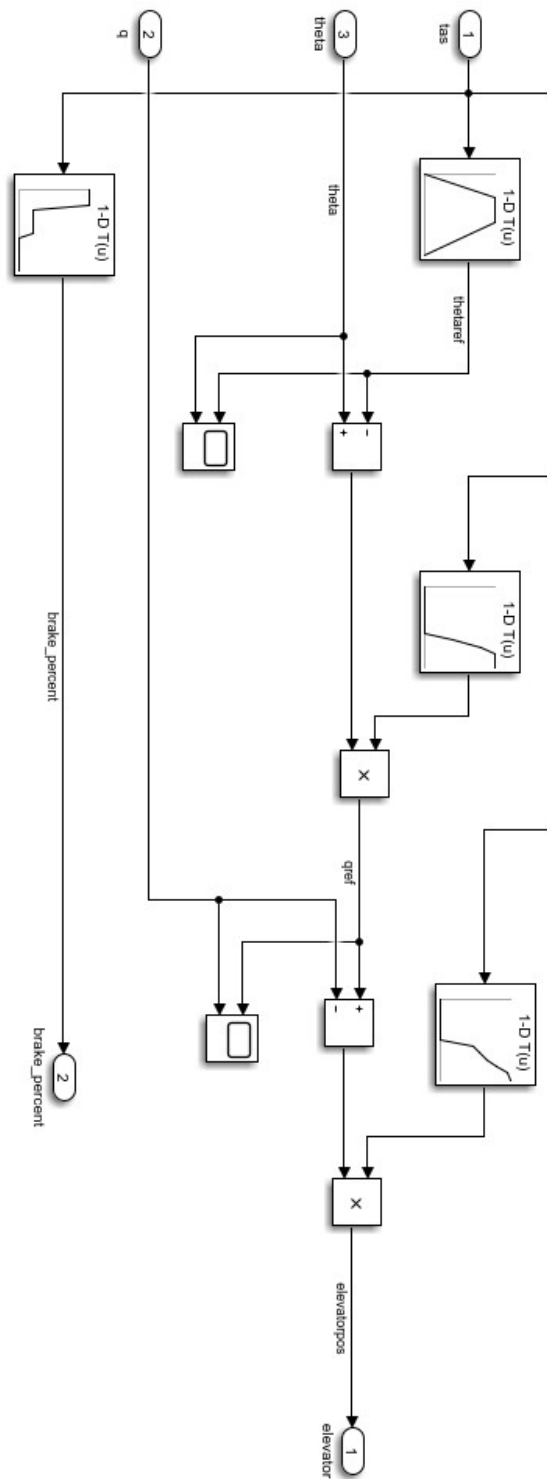 1-D T(u)
1-D T(u)
1-D T(u)
1
tas
thetaref
−
+
×
qref
+
−
×
elevatorpos
1
elevator
3
theta
theta
2
q
1-D T(u)
brake_percent
2
brake_percent